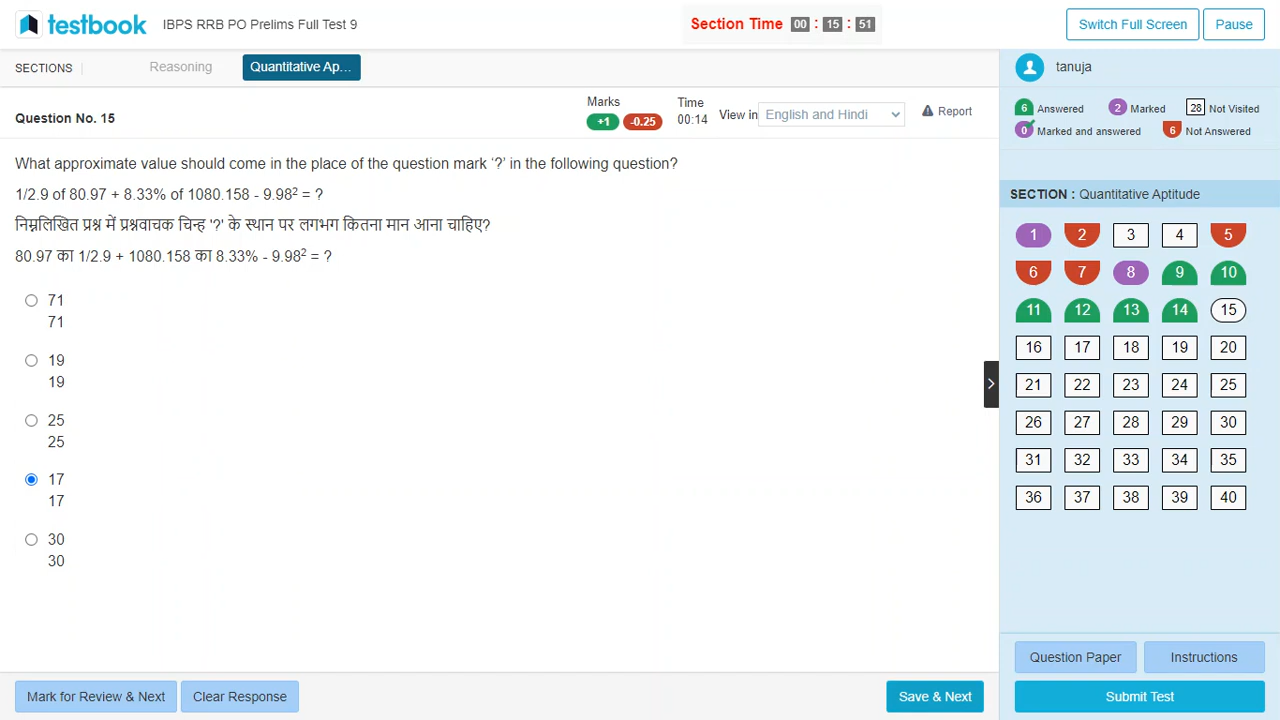 testbook
IBPS RRB PO Prelims Full Test 9
Section Time 00 : 15 : 51
Switch Full Screen
Pause
SECTIONS
Reasoning
Quantitative Ap...
tanuja
Question No. 15
Marks
+1 -0.25
Time
00:14
View in English and Hindi
Report
6 Answered
2 Marked
28 Not Visited
0 Marked and answered
6 Not Answered
What approximate value should come in the place of the question mark ‘?’ in the following question?
1/2.9 of 80.97 + 8.33% of 1080.158 - 9.98² = ?
निम्नलिखित प्रश्न में प्रश्नवाचक चिन्ह '?' के स्थान पर लगभग कितना मान आना चाहिए?
80.97 का 1/2.9 + 1080.158 का 8.33% - 9.98² = ?
71
71
19
19
25
25
17
17
30
30
SECTION : Quantitative Aptitude
1 2 3 4 5
6 7 8 9 10
11 12 13 14 15
16 17 18 19 20
21 22 23 24 25
26 27 28 29 30
31 32 33 34 35
36 37 38 39 40
Question Paper
Instructions
Mark for Review & Next
Clear Response
Save & Next
Submit Test